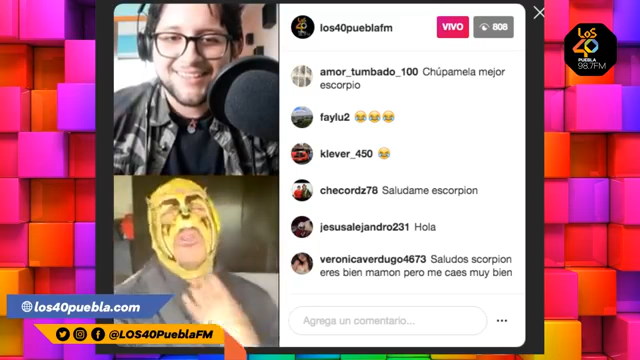 los40pueblafm
VIVO
808
amor_tumbado_100 Chúpamela mejor
escorpio
faylu2 😂😂😂
klever_450 😂
checordz78 Saludame escorpion
jesusalejandro231 Hola
veronicaverdugo4673 Saludos scorpion
eres bien mamon pero me caes muy bien
Agrega un comentario...
LOS
40
PUEBLA
98.7FM
los40puebla.com
@LOS40PueblaFM